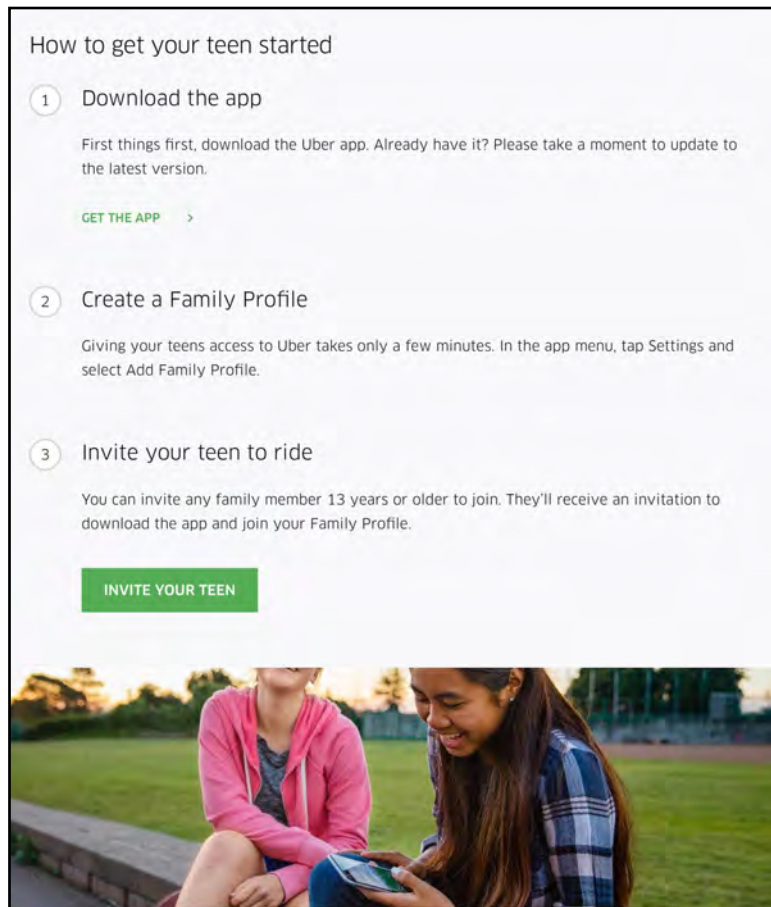 How to get your teen started
1 Download the app
First things first, download the Uber app. Already have it? Please take a moment to update to
the latest version.
GET THE APP >
2 Create a Family Profile
Giving your teens access to Uber takes only a few minutes. In the app menu, tap Settings and
select Add Family Profile.
3 Invite your teen to ride
You can invite any family member 13 years or older to join. They'll receive an invitation to
download the app and join your Family Profile.
INVITE YOUR TEEN